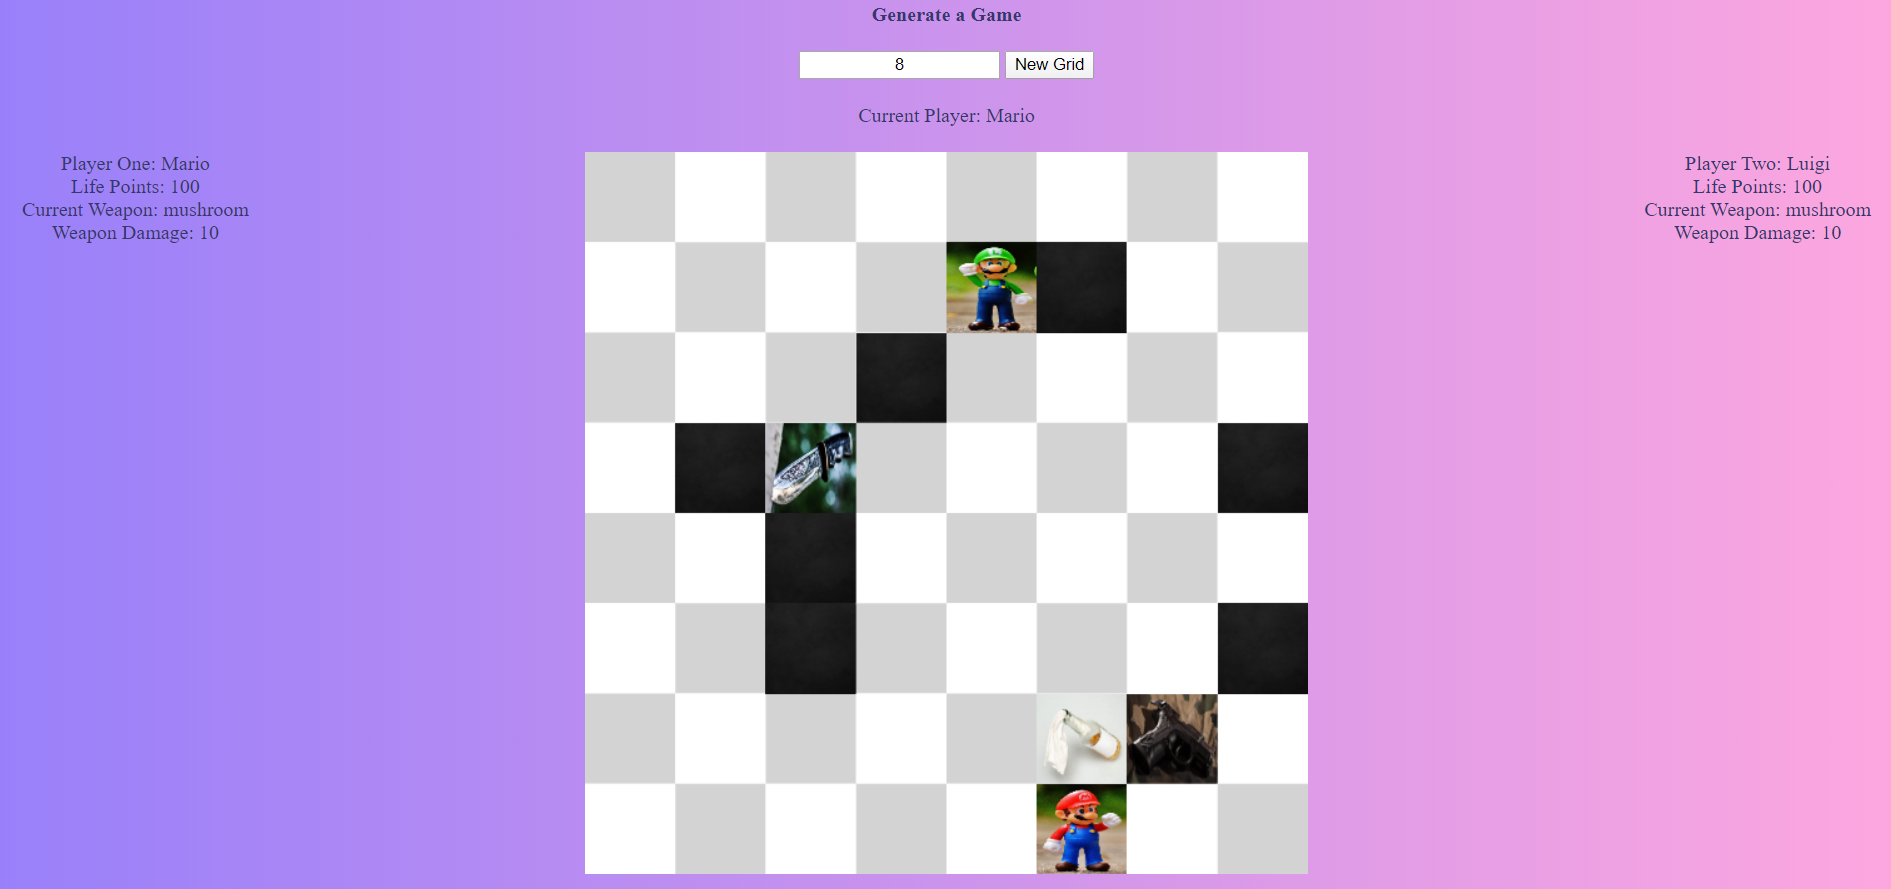 Generate a Game
8
New Grid
Current Player: Mario
Player One: Mario
Life Points: 100
Current Weapon: mushroom
Weapon Damage: 10
Player Two: Luigi
Life Points: 100
Current Weapon: mushroom
Weapon Damage: 10